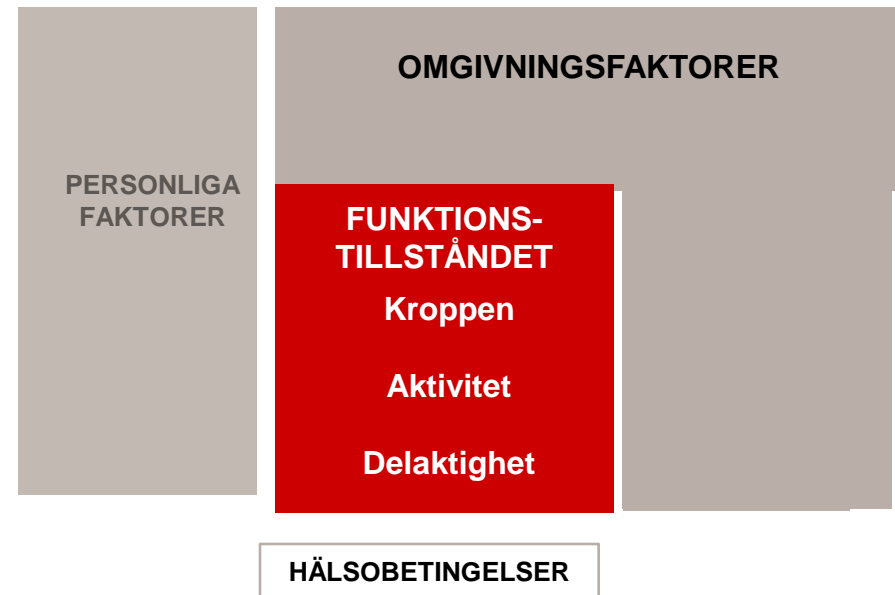 OMGIVNINGSFAKTORER
PERSONLIGA
FAKTORER
FUNKTIONS-
TILLSTÅNDET
Kroppen
Aktivitet
Delaktighet
HÄLSOBETINGELSER